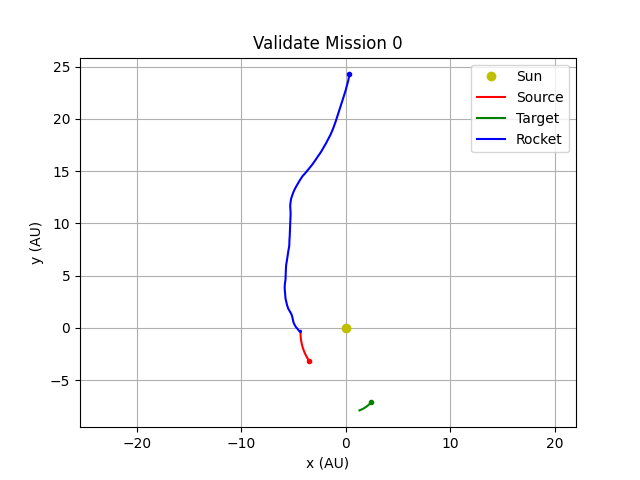 Validate Mission 0
25
20
15
10
5
0
−5
y (AU)
−20
−10
0
10
20
x (AU)
Sun
Source
Target
Rocket